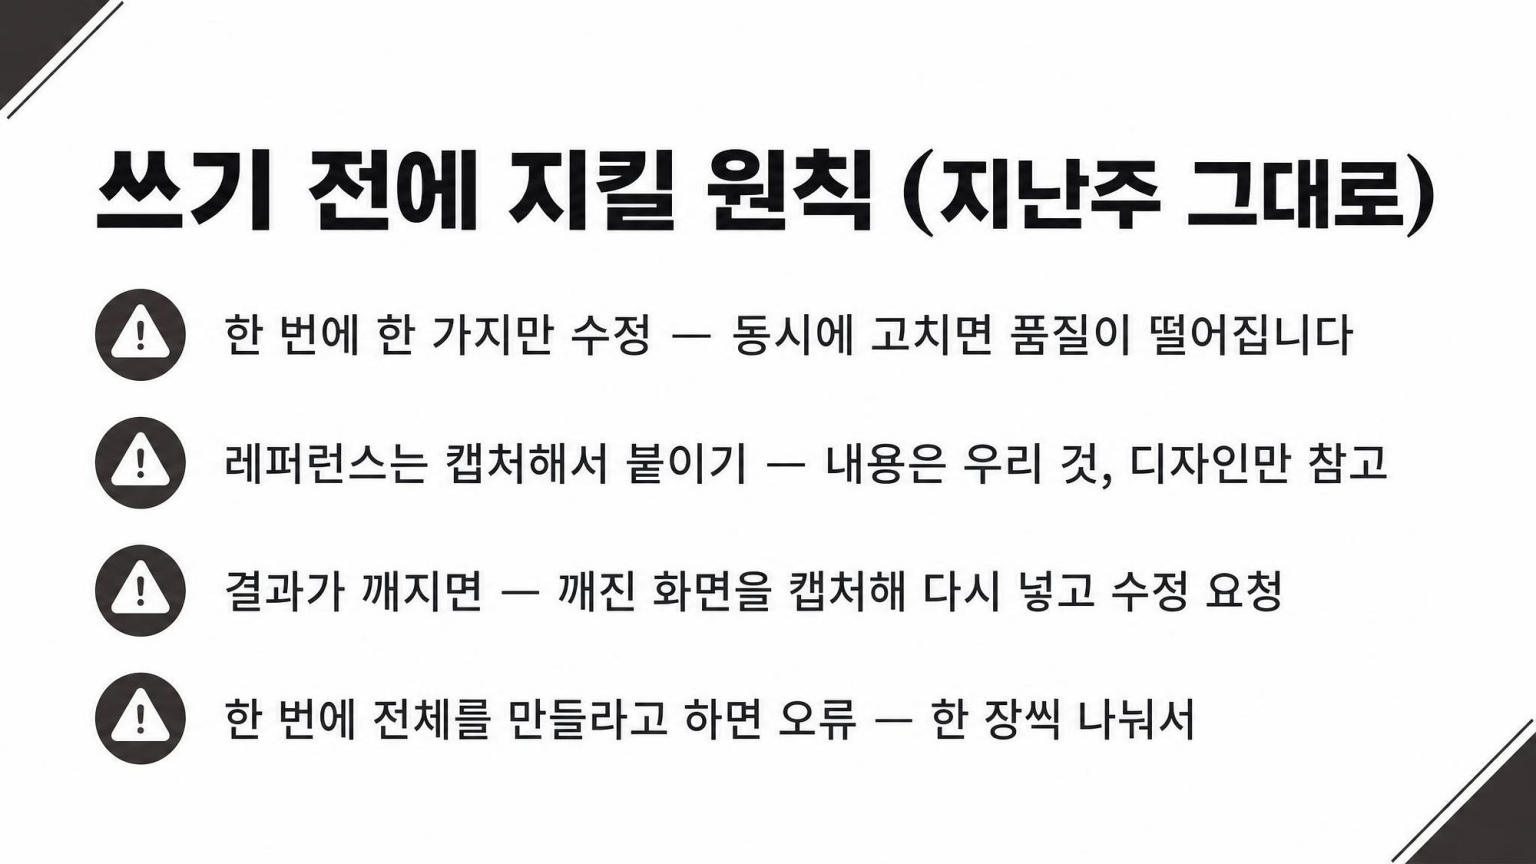 쓰기 전에 지킬 원칙 (지난주 그대로)
한 번에 한 가지만 수정 — 동시에 고치면 품질이 떨어집니다
레퍼런스는 캡처해서 붙이기 — 내용은 우리 것, 디자인만 참고
결과가 깨지면 — 깨진 화면을 캡처해 다시 넣고 수정 요청
한 번에 전체를 만들라고 하면 오류 — 한 장씩 나눠서